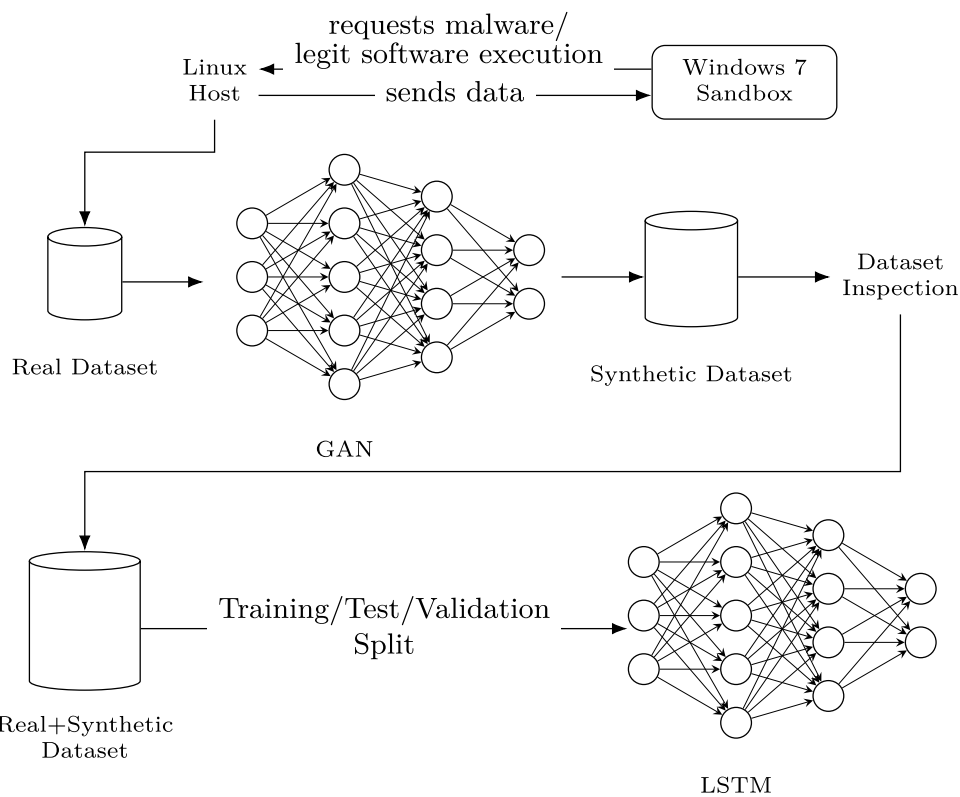 requests malware/
legit software execution
Linux
Host
sends data
Windows 7
Sandbox
Real Dataset
GAN
Synthetic Dataset
Dataset
Inspection
Real+Synthetic
Dataset
Training/Test/Validation
Split
LSTM